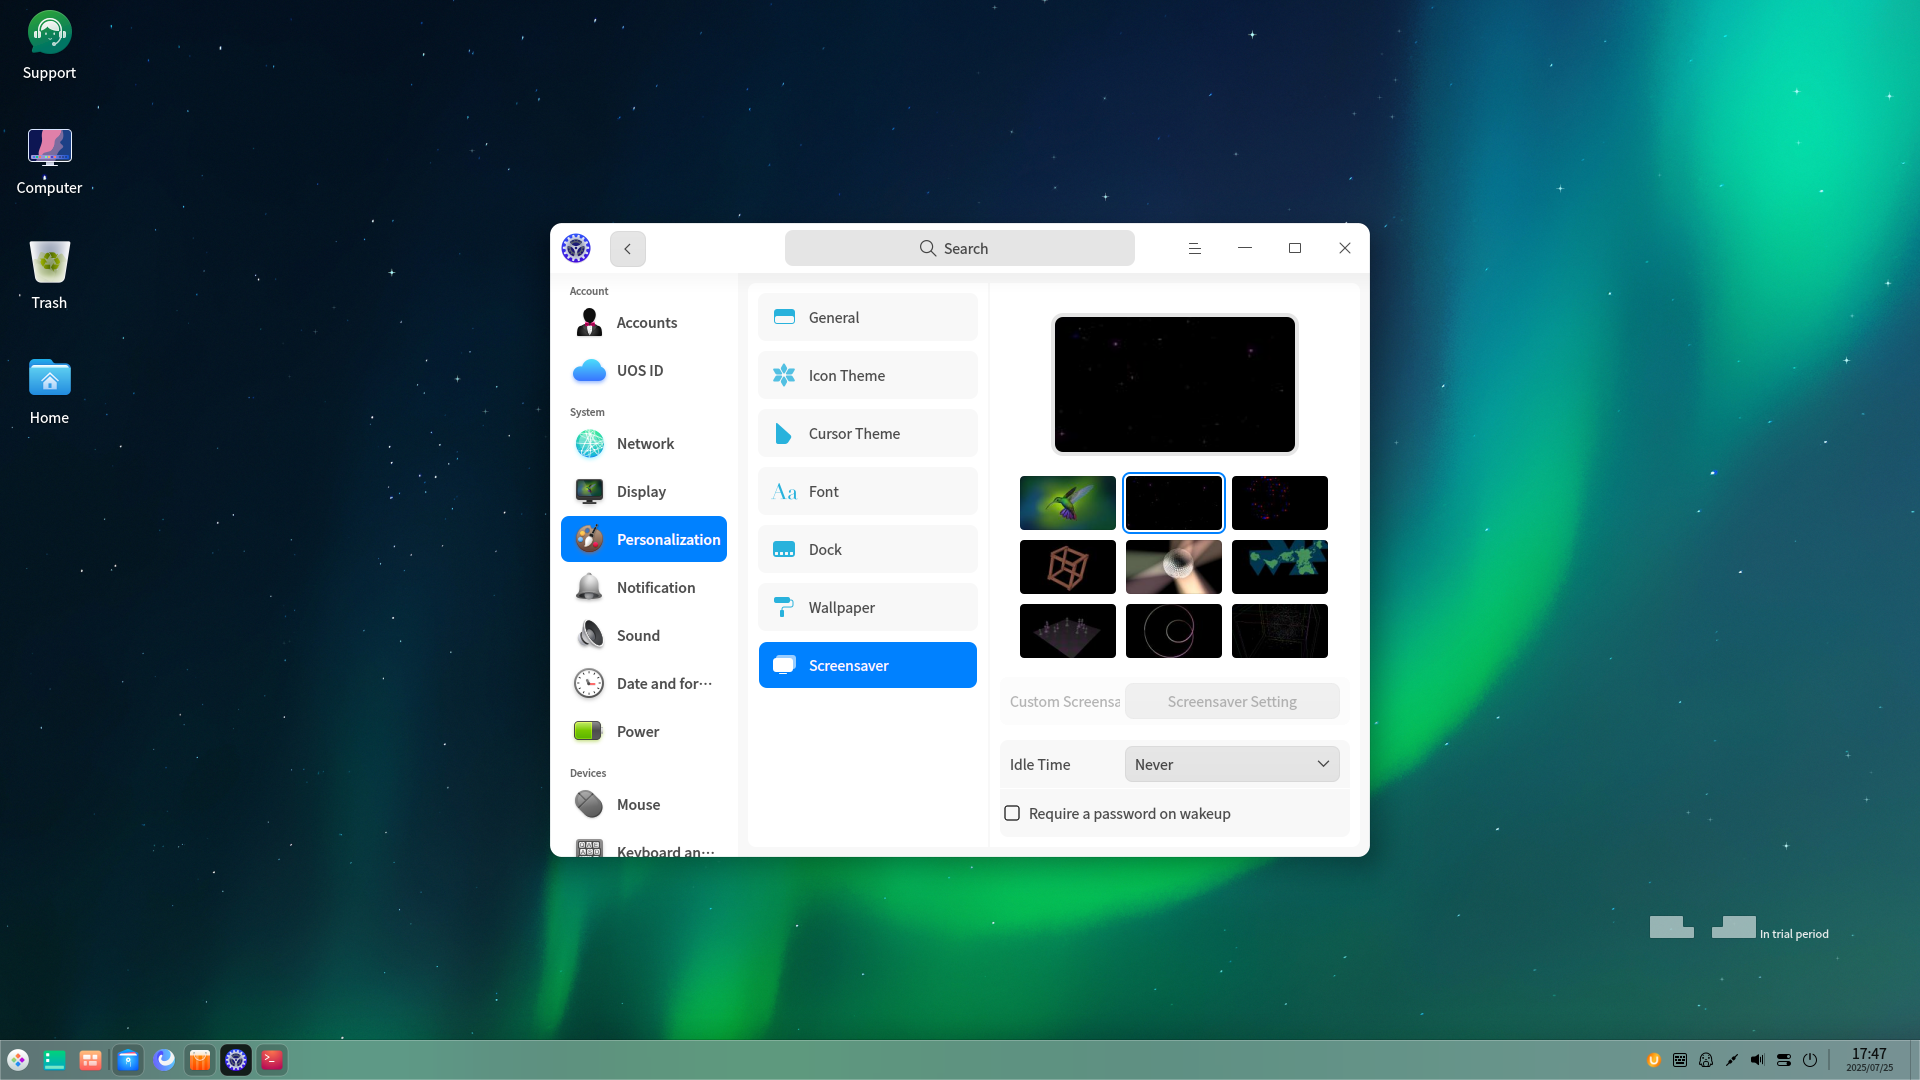 Support
Computer
Trash
Home
Search
Account
Accounts
UOS ID
System
Network
Display
Personalization
Notification
Sound
Date and for···
Power
Devices
Mouse
Keyboard an···
General
Icon Theme
Cursor Theme
Aa Font
Dock
Wallpaper
Screensaver
Custom Screensa
Screensaver Setting
Idle Time
Never
Require a password on wakeup
In trial period
17:47
2025/07/25